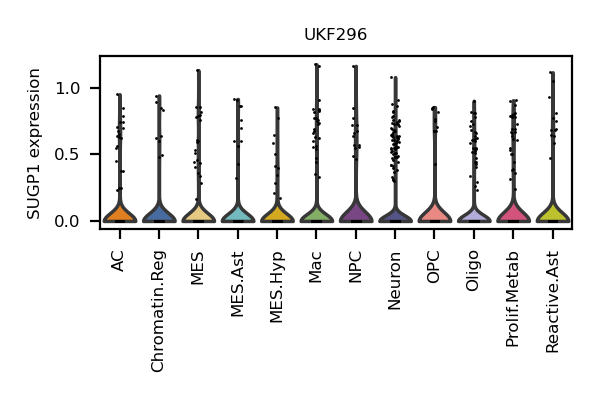 UKF296
SUGP1 expression
1.0
0.5
0.0
AC
Chromatin.Reg
MES
MES.Ast
MES.Hyp
Mac
NPC
Neuron
OPC
Oligo
Prolif.Metab
Reactive.Ast